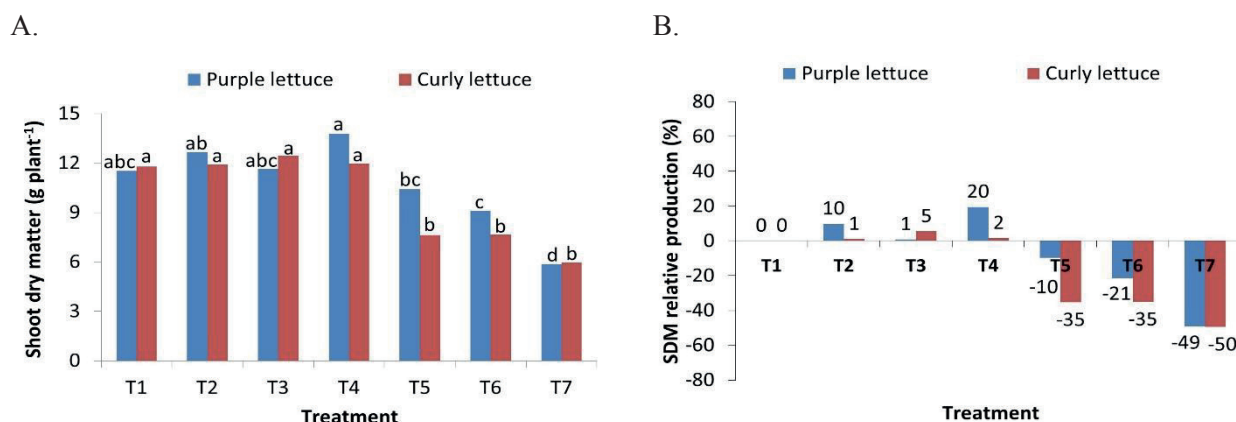 A.
Purple lettuce Curly lettuce
Shoot dry matter (g plant⁻¹)
15
12
9
6
3
0
abc a ab a abc a a a bc b c b d b
T1 T2 T3 T4 T5 T6 T7
Treatment
B.
Purple lettuce Curly lettuce
SDM relative production (%)
80
60
40
20
0
-20
-40
-60
-80
0 0 10 1 1 5 20 2
T1 T2 T3 T4 T5 T6 T7
-10 -35 -21 -35 -49 -50
Treatment